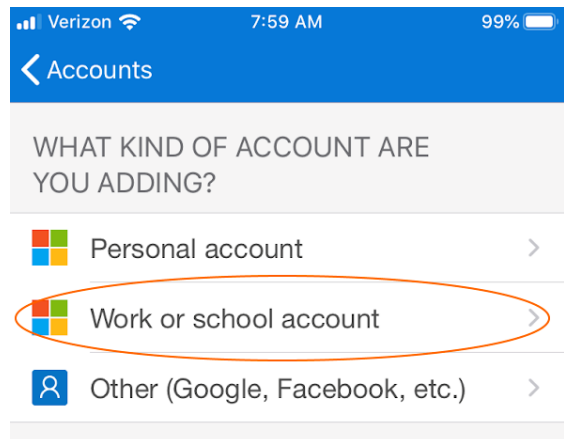 Verizon 7:59 AM 99%
Accounts
WHAT KIND OF ACCOUNT ARE
YOU ADDING?
Personal account
Work or school account
Other (Google, Facebook, etc.)